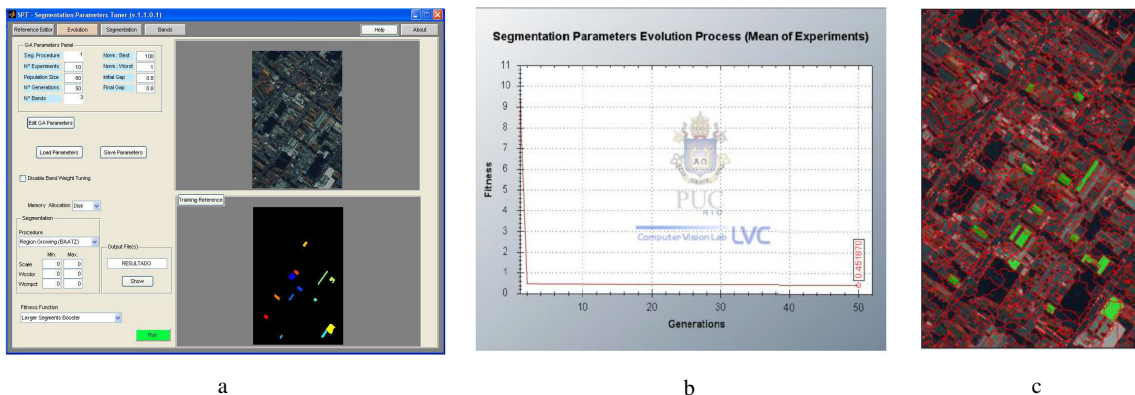 SPT - Segmentation Parameters Tuner (v.1.1.0.1)
Reference Editor Evolution Segmentation Bands Help About
GA Parameters Panel
Seg. Procedure 1 Norm.: Best 100
Nº Experiments 10 Norm.: Worst 1
Population Size 80 Initial Gap 0.8
Nº Generations 50 Final Gap 0.8
Nº Bands 3
Edit GA Parameters
Load Parameters Save Parameters
Disable Band Weight Tuning
Memory Allocation Disk
Segmentation
Procedure
Region Growing (BAATZ)
Min. Max.
Scale 0 0
Wcolor 0 0
Wcmpct 0 0
Output File(s)
RESULTADO
Show
Fitness Function
Larger Segments Booster
Run
Training Reference
a
Segmentation Parameters Evolution Process (Mean of Experiments)
11
10
9
8
7
6
5
4
3
2
1
0
Fitness
ΑΩ
PUC
RIO
Computer Vision Lab LVC
0.451870
10 20 30 40 50
Generations
b
c